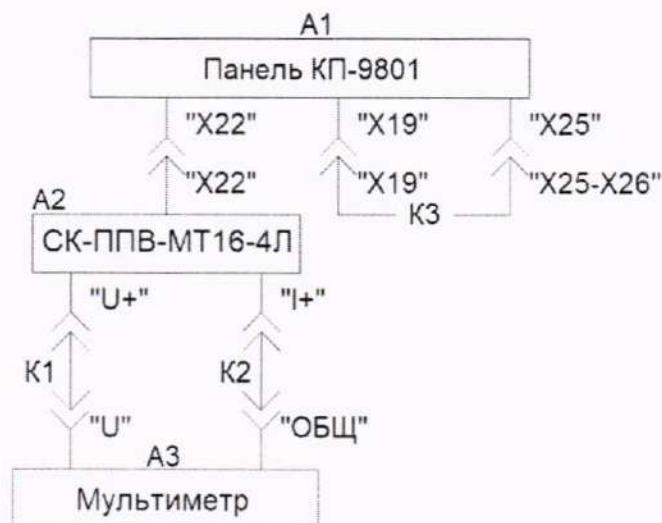 А1
Панель КП-9801
"Х22" "Х19" "Х25"
"Х22" "Х19" "Х25-Х26"
А2 К3
СК-ППВ-МТ16-4Л
"U+" "I+"
К1 К2
"U" "ОБЩ"
А3
Мультиметр